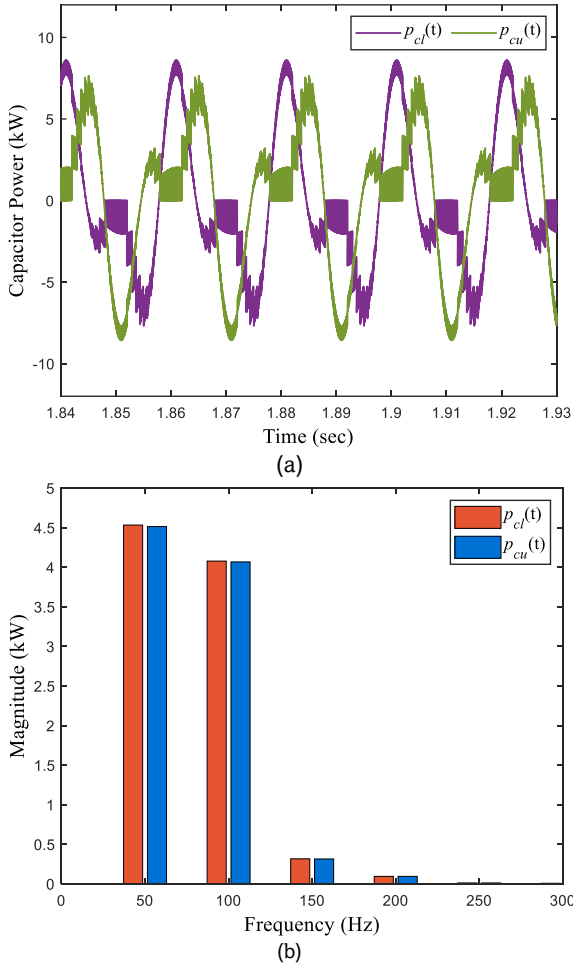 10
5
0
-5
-10
Capacitor Power (kW)
p_cl(t) p_cu(t)
1.84 1.85 1.86 1.87 1.88 1.89 1.9 1.91 1.92 1.93
Time (sec)
(a)
5
4.5
4
3.5
3
2.5
2
1.5
1
0.5
0
Magnitude (kW)
p_cl(t)
p_cu(t)
0 50 100 150 200 250 300
Frequency (Hz)
(b)